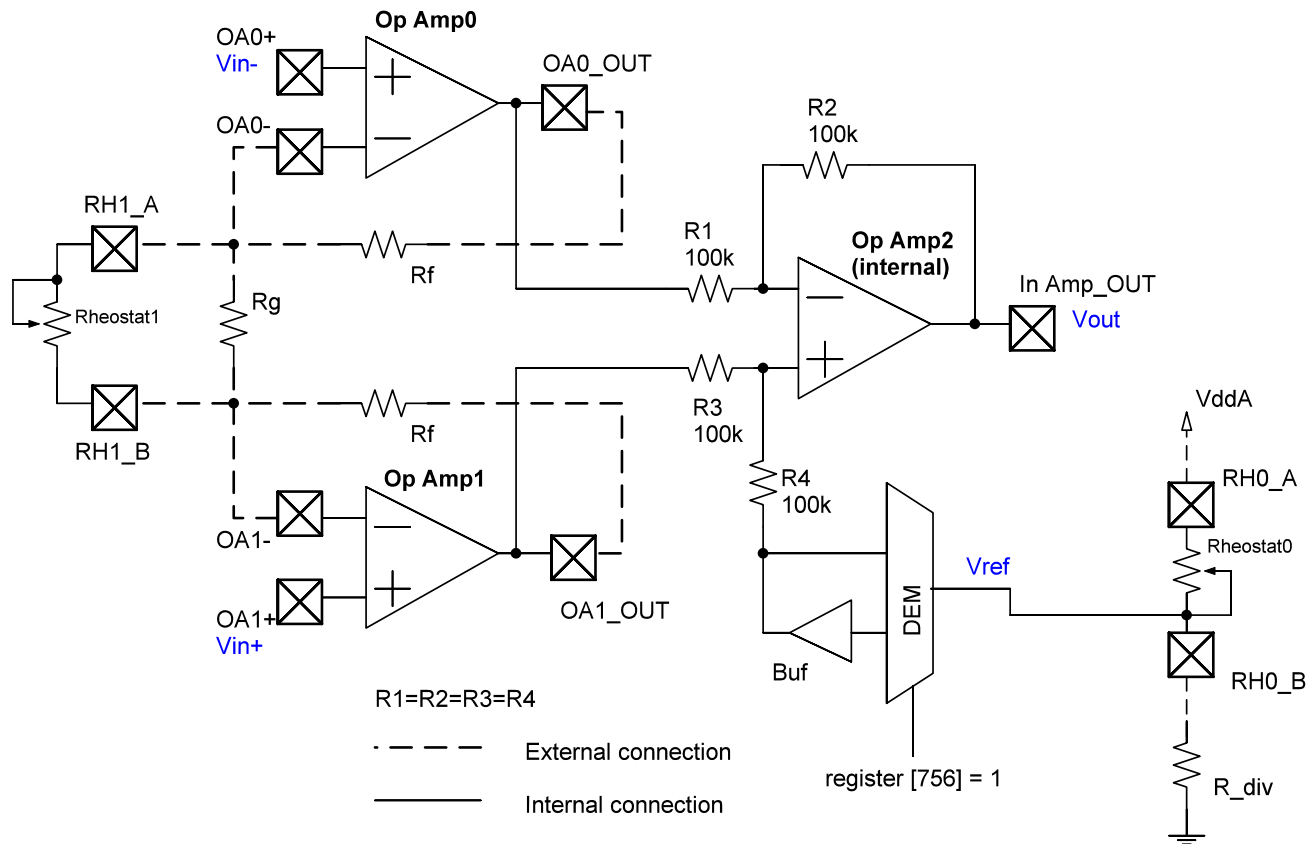 Op Amp0
OA0+
Vin-
OA0_OUT
OA0-
R2
100k
RH1_A
R1
100k
Op Amp2
(internal)
In Amp_OUT
Vout
Rf
Rg
Rheostat1
R3
100k
VddA
Rf
RH1_B
Op Amp1
R4
100k
RH0_A
OA1-
Rheostat0
Vref
DEM
OA1+
Vin+
OA1_OUT
Buf
RH0_B
R1=R2=R3=R4
External connection
register [756] = 1
R_div
Internal connection